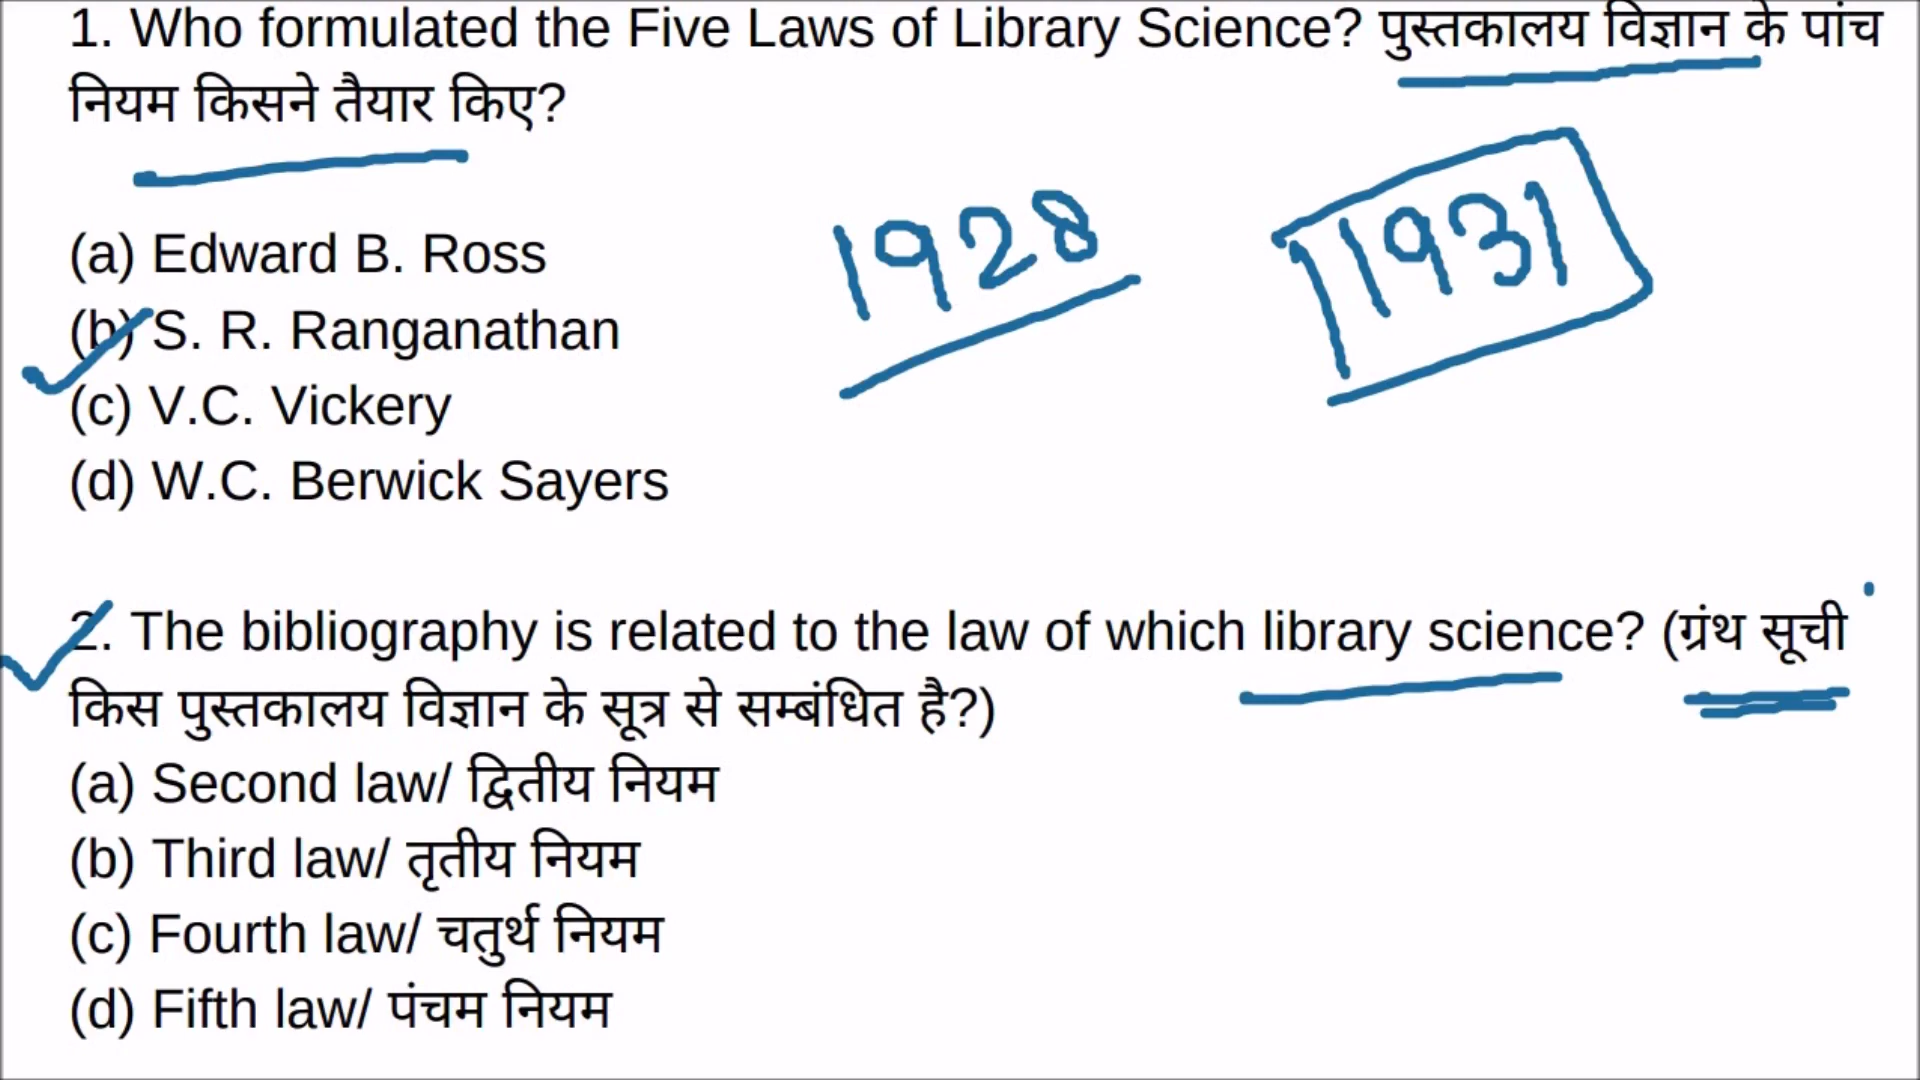 1. Who formulated the Five Laws of Library Science? पुस्तकालय विज्ञान के पांच
नियम किसने तैयार किए?
(a) Edward B. Ross
1928
1931
(b) S. R. Ranganathan
(c) V.C. Vickery
(d) W.C. Berwick Sayers
2. The bibliography is related to the law of which library science? (ग्रंथ सूची
किस पुस्तकालय विज्ञान के सूत्र से सम्बंधित है?)
(a) Second law/ द्वितीय नियम
(b) Third law/ तृतीय नियम
(c) Fourth law/ चतुर्थ नियम
(d) Fifth law/ पंचम नियम